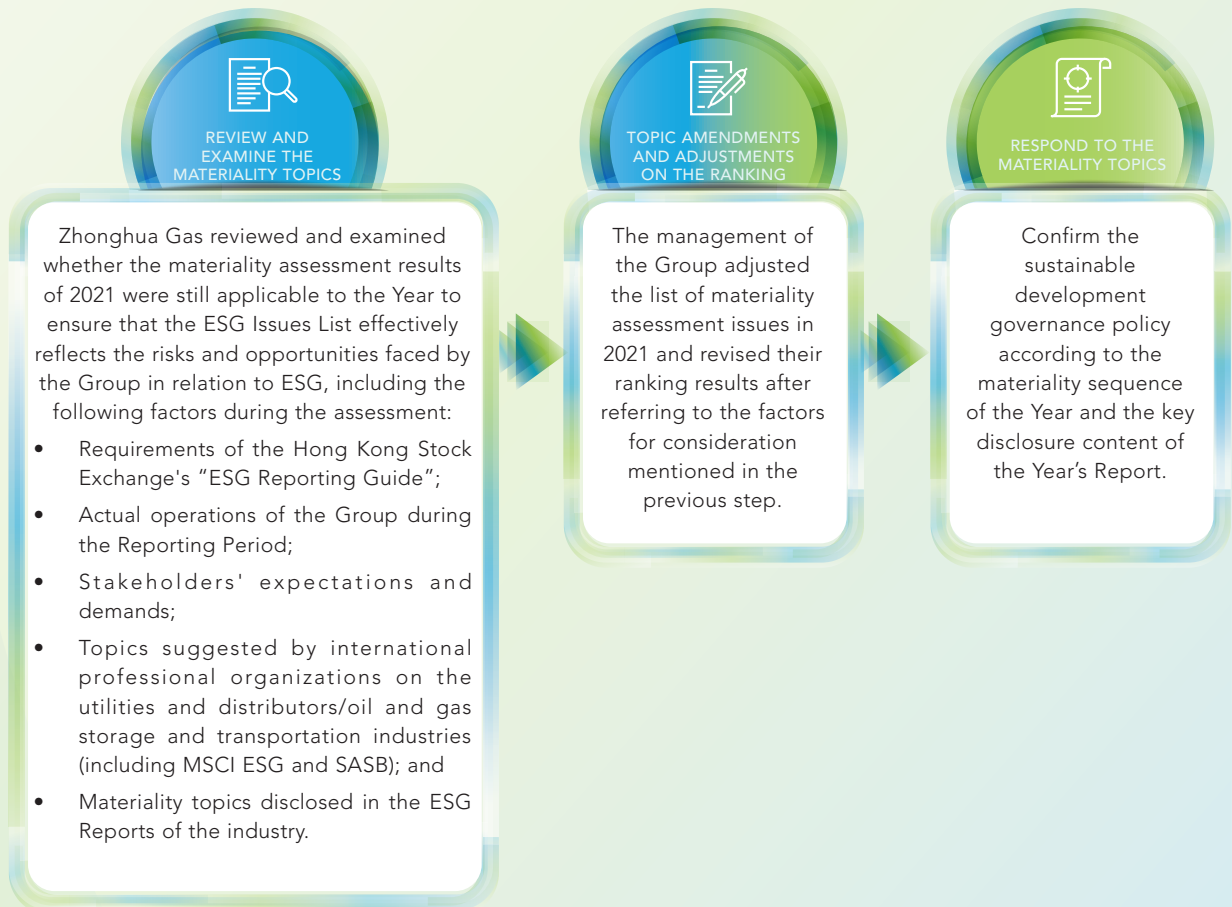 REVIEW AND
EXAMINE THE
MATERIALITY TOPICS
Zhonghua Gas reviewed and examined
whether the materiality assessment results
of 2021 were still applicable to the Year to
ensure that the ESG Issues List effectively
reflects the risks and opportunities faced by
the Group in relation to ESG, including the
following factors during the assessment:
• Requirements of the Hong Kong Stock
Exchange's "ESG Reporting Guide";
• Actual operations of the Group during
the Reporting Period;
• Stakeholders' expectations and
demands;
• Topics suggested by international
professional organizations on the
utilities and distributors/oil and gas
storage and transportation industries
(including MSCI ESG and SASB); and
• Materiality topics disclosed in the ESG
Reports of the industry.
TOPIC AMENDMENTS
AND ADJUSTMENTS
ON THE RANKING
The management of
the Group adjusted
the list of materiality
assessment issues in
2021 and revised their
ranking results after
referring to the factors
for consideration
mentioned in the
previous step.
RESPOND TO THE
MATERIALITY TOPICS
Confirm the
sustainable
development
governance policy
according to the
materiality sequence
of the Year and the key
disclosure content of
the Year's Report.